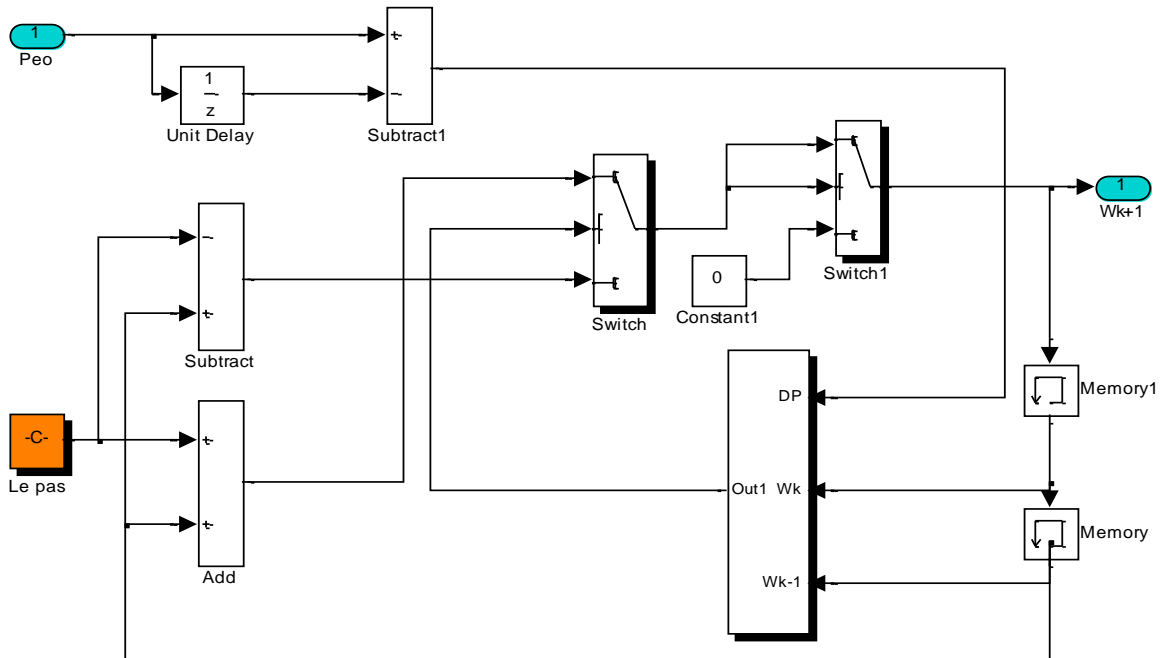 1
Peo
1
z
Unit Delay
+
-
Subtract1
1
Wk+1
Switch1
0
Constant1
Switch
-
+
Subtract
DP
Memory1
-C-
Le pas
+
+
Add
Out1
Wk
Memory
Wk-1